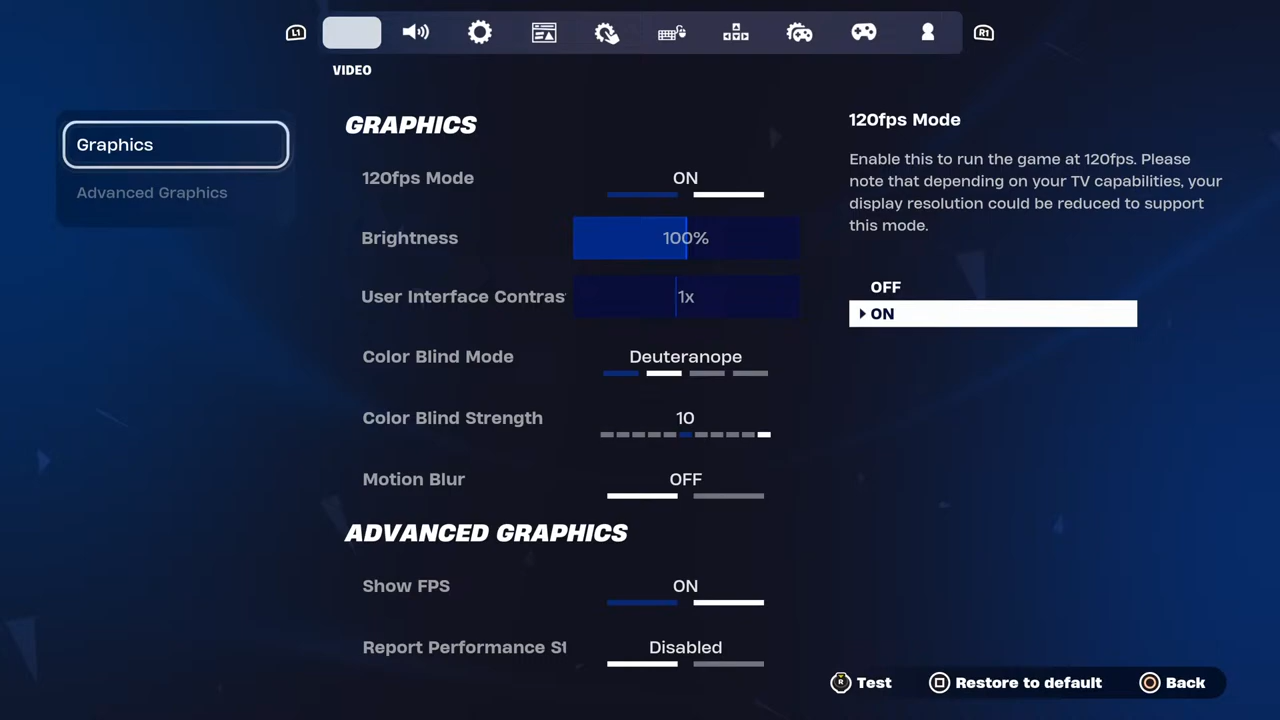 L1
R1
VIDEO
Graphics
Advanced Graphics
GRAPHICS
120fps Mode
ON
Brightness
100%
User Interface Contras
1x
Color Blind Mode
Deuteranope
Color Blind Strength
10
Motion Blur
OFF
ADVANCED GRAPHICS
Show FPS
ON
Report Performance St
Disabled
120fps Mode
Enable this to run the game at 120fps. Please
note that depending on your TV capabilities, your
display resolution could be reduced to support
this mode.
OFF
ON
R Test
Restore to default
Back